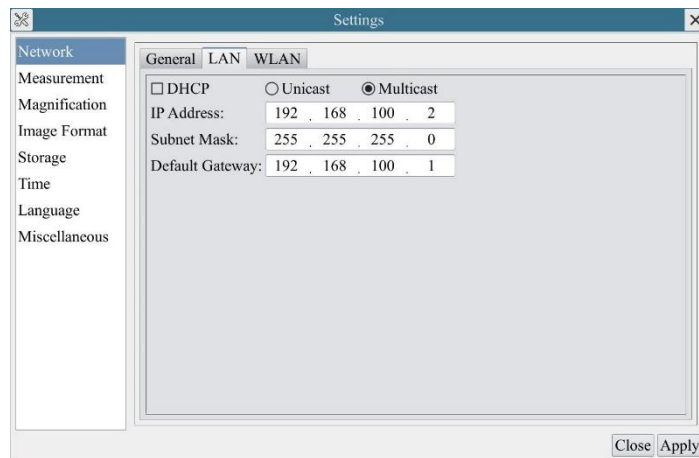 Settings
Network
Measurement
Magnification
Image Format
Storage
Time
Language
Miscellaneous
General LAN WLAN
DHCP Unicast Multicast
IP Address: 192 . 168 . 100 . 2
Subnet Mask: 255 . 255 . 255 . 0
Default Gateway: 192 . 168 . 100 . 1
Close Apply